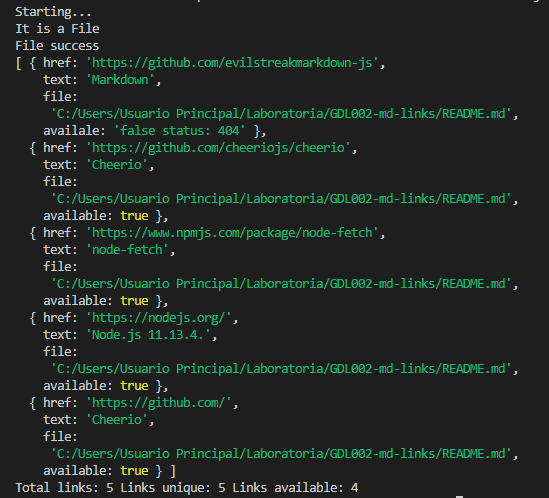 Starting...
It is a File
File success
[ { href: 'https://github.com/evilstreakmarkdown-js',
text: 'Markdown',
file:
'C:/Users/Usuario Principal/Laboratoria/GDL002-md-links/README.md',
availale: 'false status: 404' },
{ href: 'https://github.com/cheeriojs/cheerio',
text: 'Cheerio',
file:
'C:/Users/Usuario Principal/Laboratoria/GDL002-md-links/README.md',
available: true },
{ href: 'https://www.npmjs.com/package/node-fetch',
text: 'node-fetch',
file:
'C:/Users/Usuario Principal/Laboratoria/GDL002-md-links/README.md',
available: true },
{ href: 'https://nodejs.org/',
text: 'Node.js 11.13.4.',
file:
'C:/Users/Usuario Principal/Laboratoria/GDL002-md-links/README.md',
available: true },
{ href: 'https://github.com/',
text: 'Cheerio',
file:
'C:/Users/Usuario Principal/Laboratoria/GDL002-md-links/README.md',
available: true } ]
Total links: 5 Links unique: 5 Links available: 4